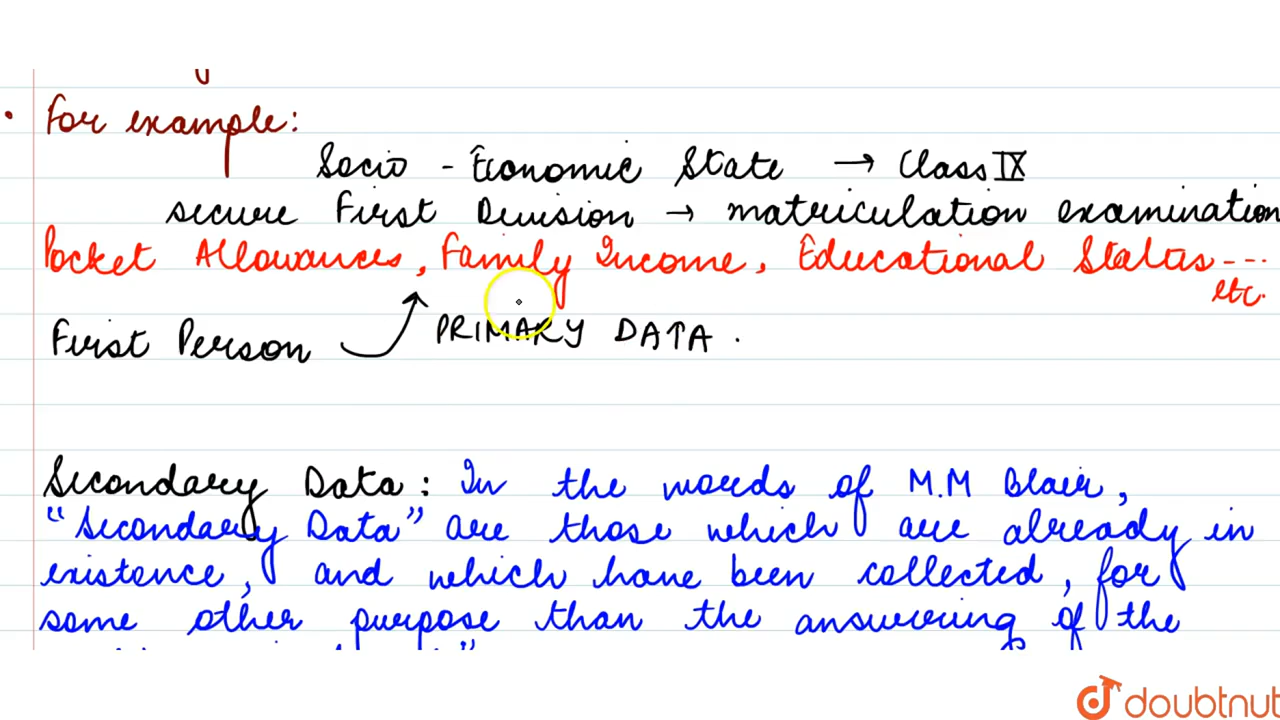 • For example:
Socio - Economic State → Class IX
secure First Division → matriculation examination
Pocket Allowances, Family Income, Educational Status --- etc.
First Person PRIMARY DATA.
Secondary Data: In the words of M.M Blair,
"Secondary Data" are those which are already in
existence, and which have been collected, for
some other purpose than the answering of the
doubtnut